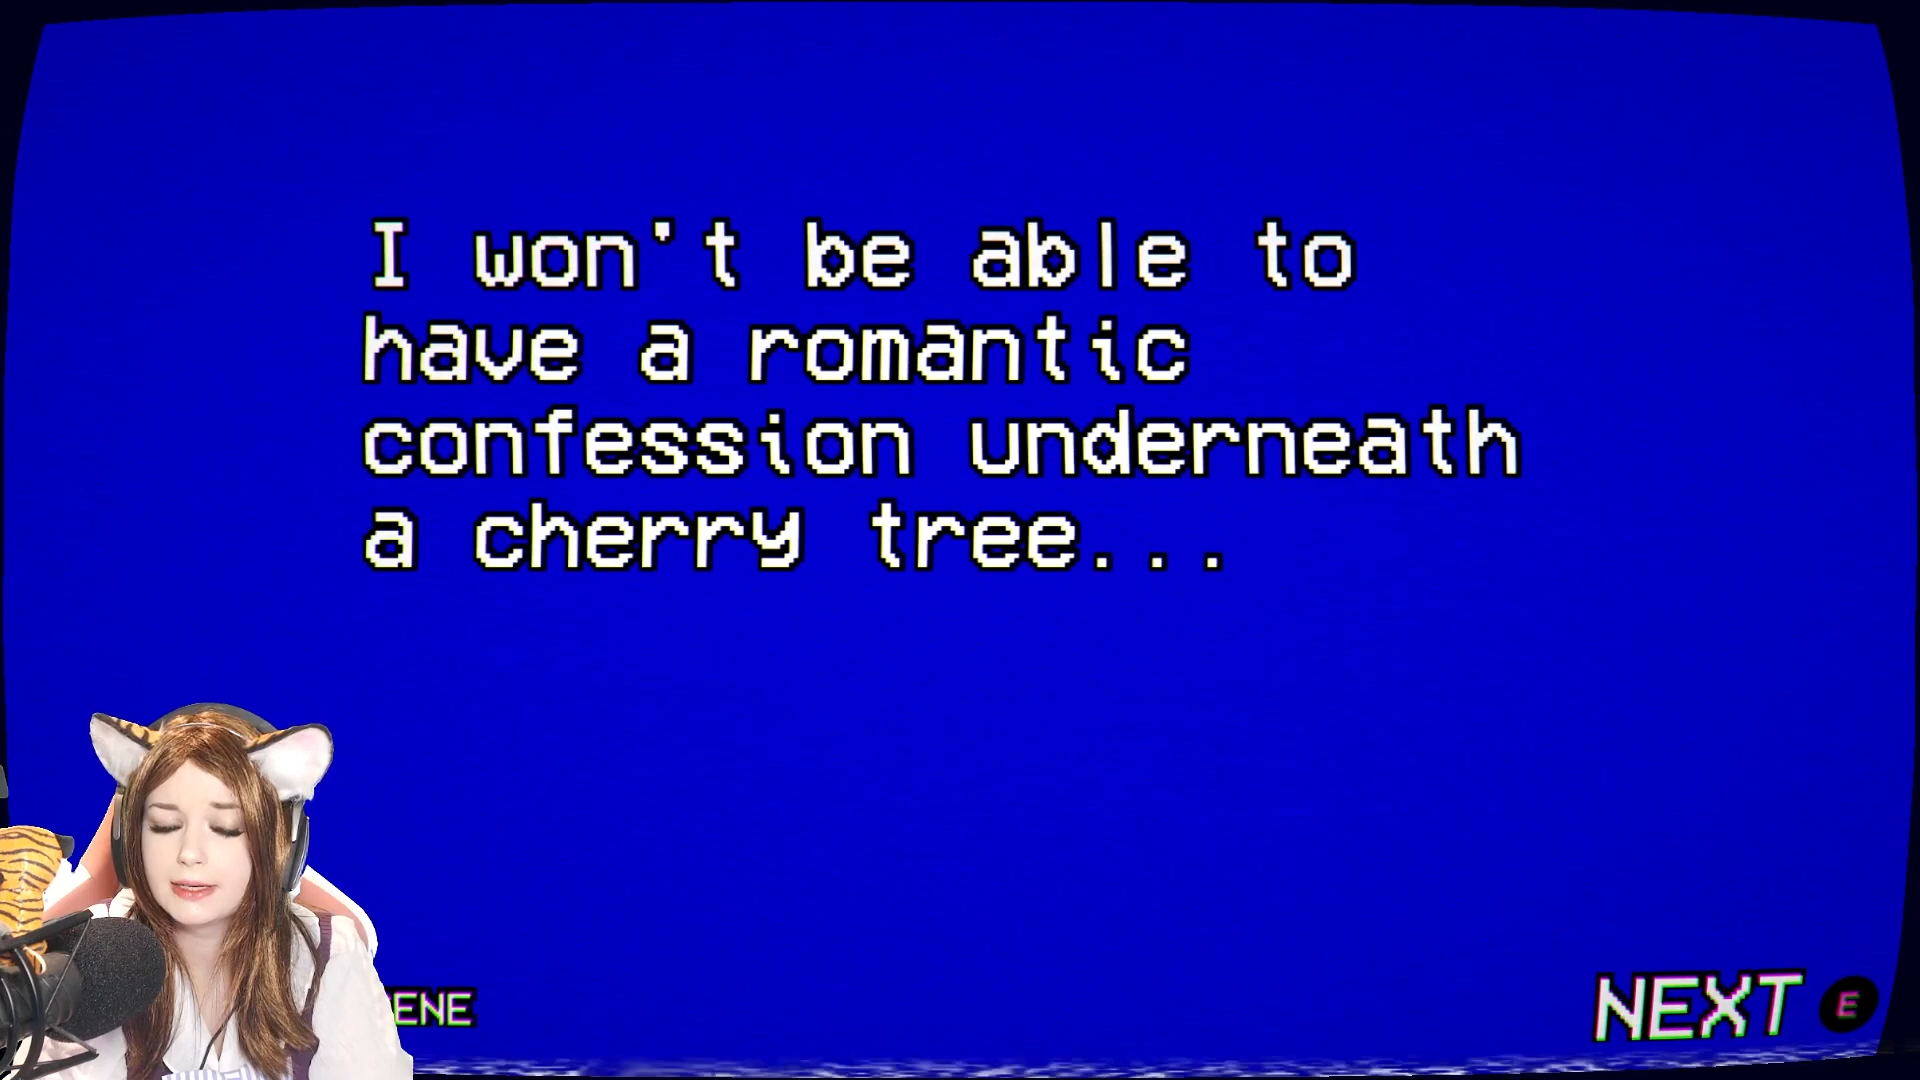 I won't be able to
have a romantic
confession underneath
a cherry tree...
NEXT E